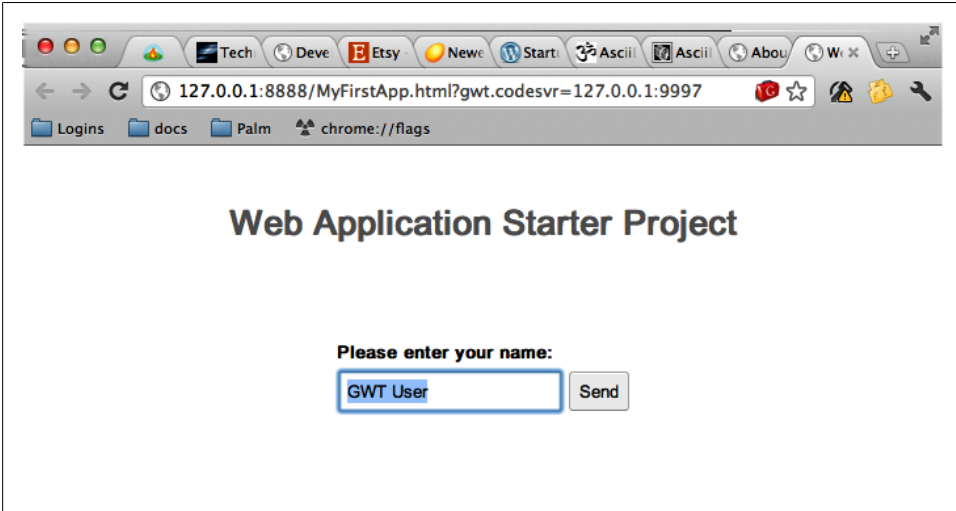 Tech Deve Etsy - Newe Start Ascii Ascii Abou W
127.0.0.1:8888/MyFirstApp.html?gwt.codesvr=127.0.0.1:9997
Logins docs Palm chrome://flags
Web Application Starter Project
Please enter your name:
GWT User Send